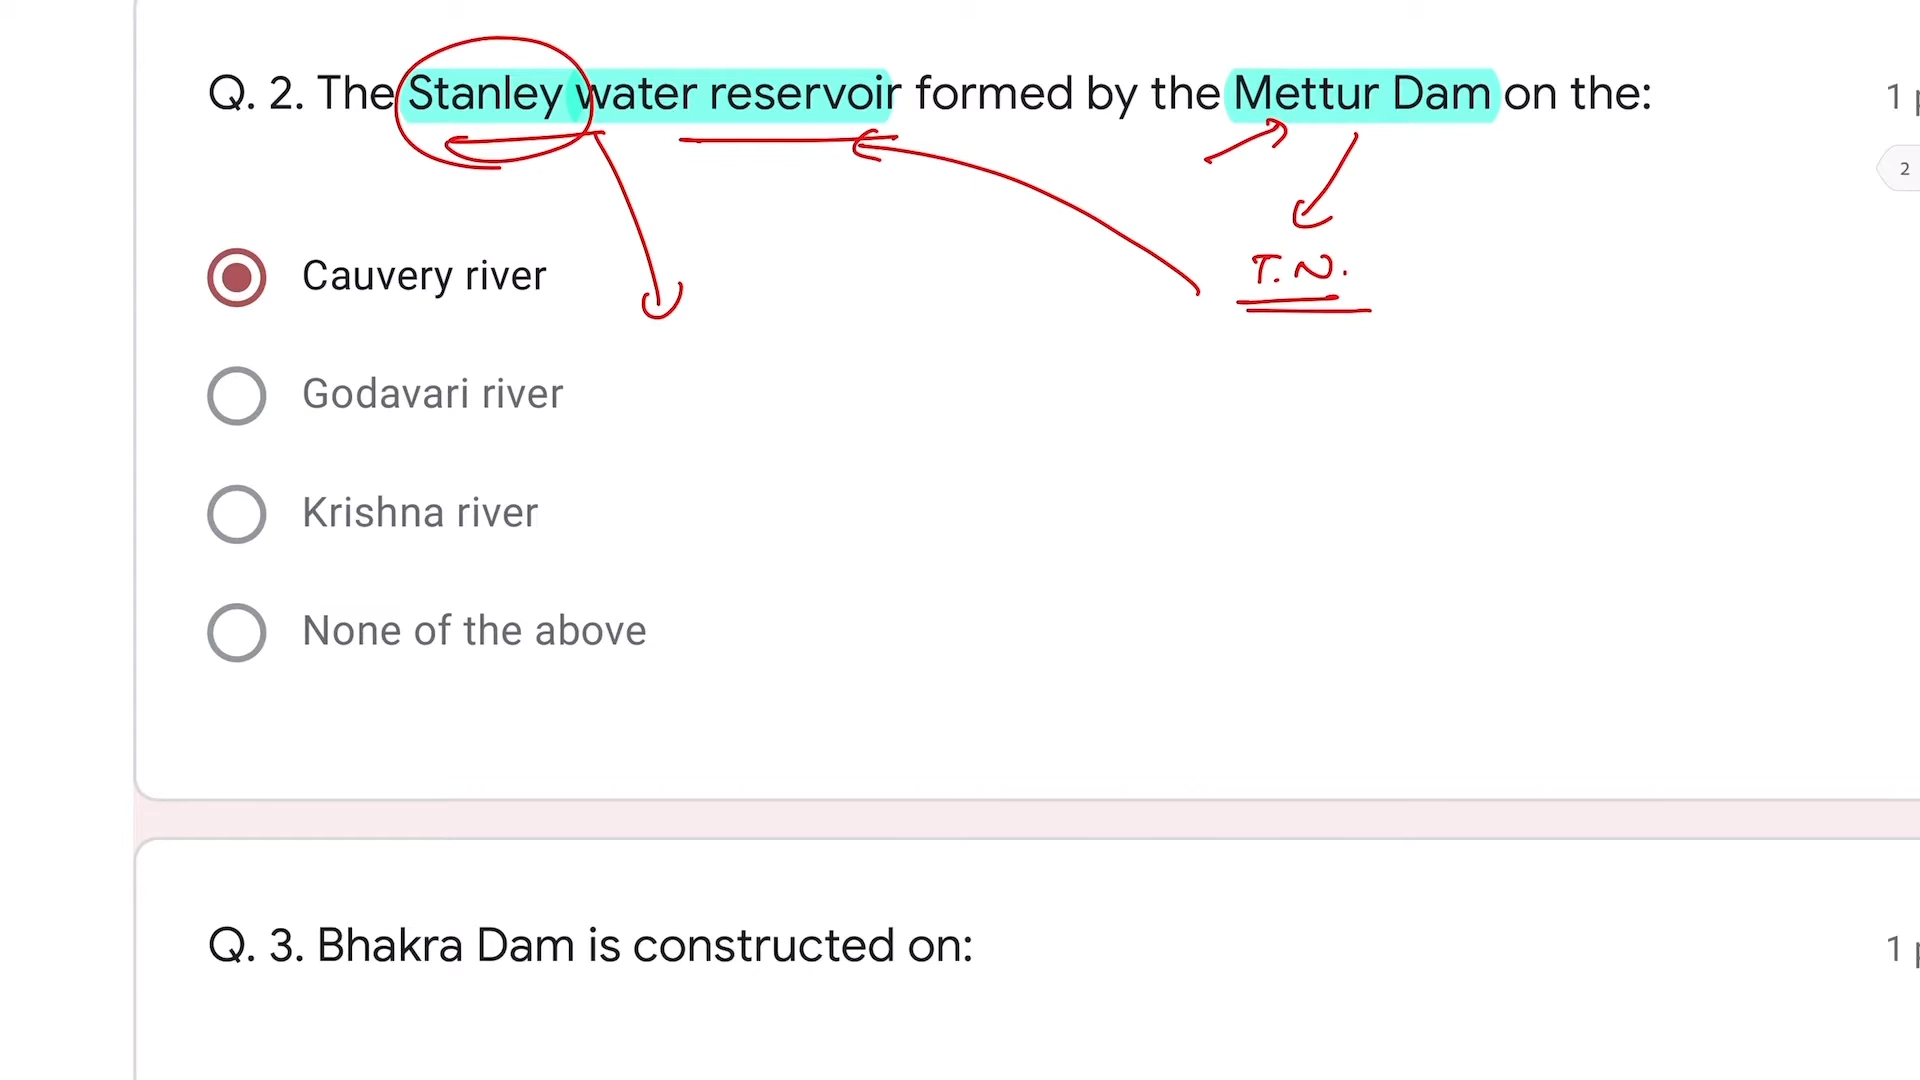 Q. 2. The Stanley water reservoir formed by the Mettur Dam on the:
1
2
T.N.
Cauvery river
Godavari river
Krishna river
None of the above
Q. 3. Bhakra Dam is constructed on:
1